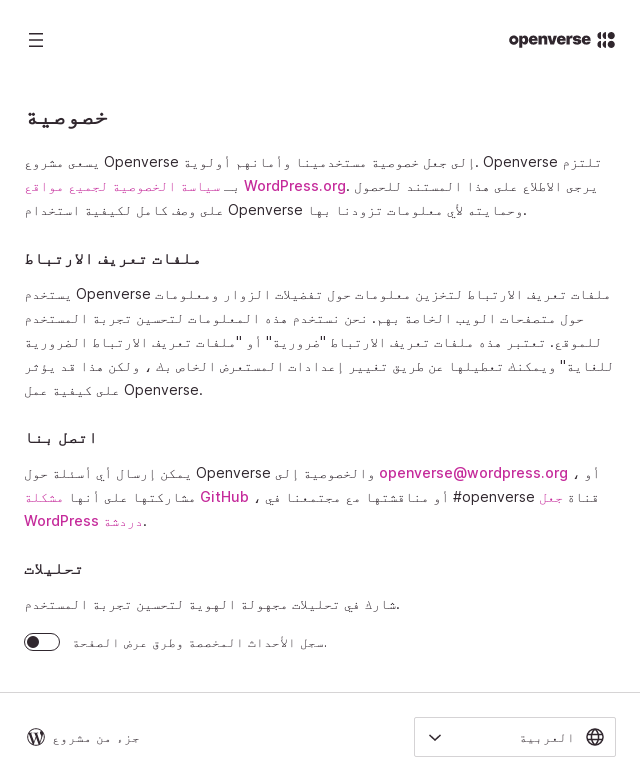 openverse
خصوصية
يسعى مشروع Openverse إلى جعل خصوصية مستخدمينا وأمانهم أولوية. Openverse تلتزم
بـ سياسة الخصوصية لجميع مواقع WordPress.org. يرجى الاطلاع على هذا المستند للحصول
على وصف كامل لكيفية استخدام Openverse وحمايته لأي معلومات تزودنا بها.
ملفات تعريف الارتباط
يستخدم Openverse ملفات تعريف الارتباط لتخزين معلومات حول تفضيلات الزوار ومعلومات
حول متصفحات الويب الخاصة بهم. نحن نستخدم هذه المعلومات لتحسين تجربة المستخدم
للموقع. تعتبر هذه ملفات تعريف الارتباط "ضرورية" أو "ملفات تعريف الارتباط الضرورية
للغاية" ويمكنك تعطيلها عن طريق تغيير إعدادات المستعرض الخاص بك ، ولكن هذا قد يؤثر
على كيفية عمل Openverse.
اتصل بنا
يمكن إرسال أي أسئلة حول Openverse والخصوصية إلى openverse@wordpress.org ، أو
مشاركتها على أنها مشكلة GitHub ، أو مناقشتها مع مجتمعنا في #openverse قناة جعل
WordPress دردشة.
تحليلات
شارك في تحليلات مجهولة الهوية لتحسين تجربة المستخدم.
سجل الأحداث المخصصة وطرق عرض الصفحة.
العربية
جزء من مشروع